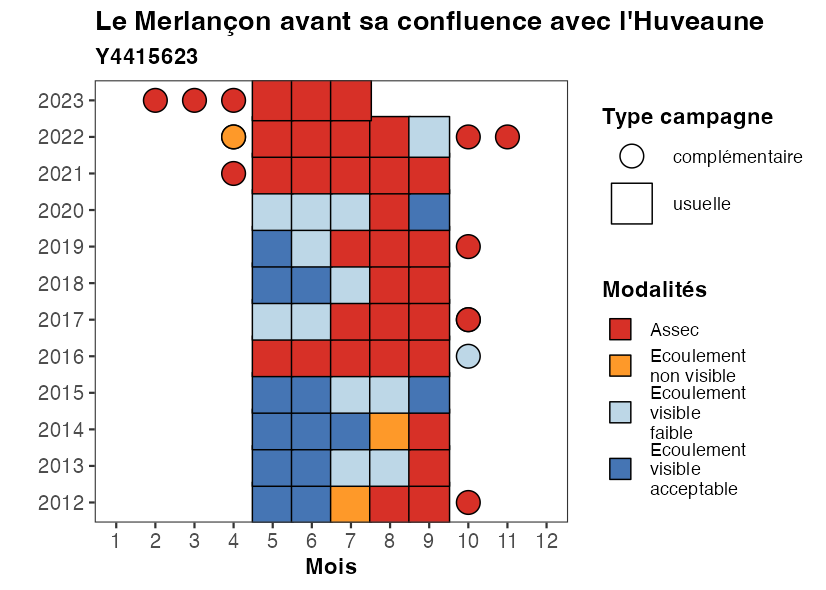 Le Merlançon avant sa confluence avec l'Huveaune
Y4415623
2023
2022
2021
2020
2019
2018
2017
2016
2015
2014
2013
2012
1 2 3 4 5 6 7 8 9 10 11 12
Mois
Type campagne
complémentaire
usuelle
Modalités
Assec
Ecoulement
non visible
Ecoulement
visible
faible
Ecoulement
visible
acceptable